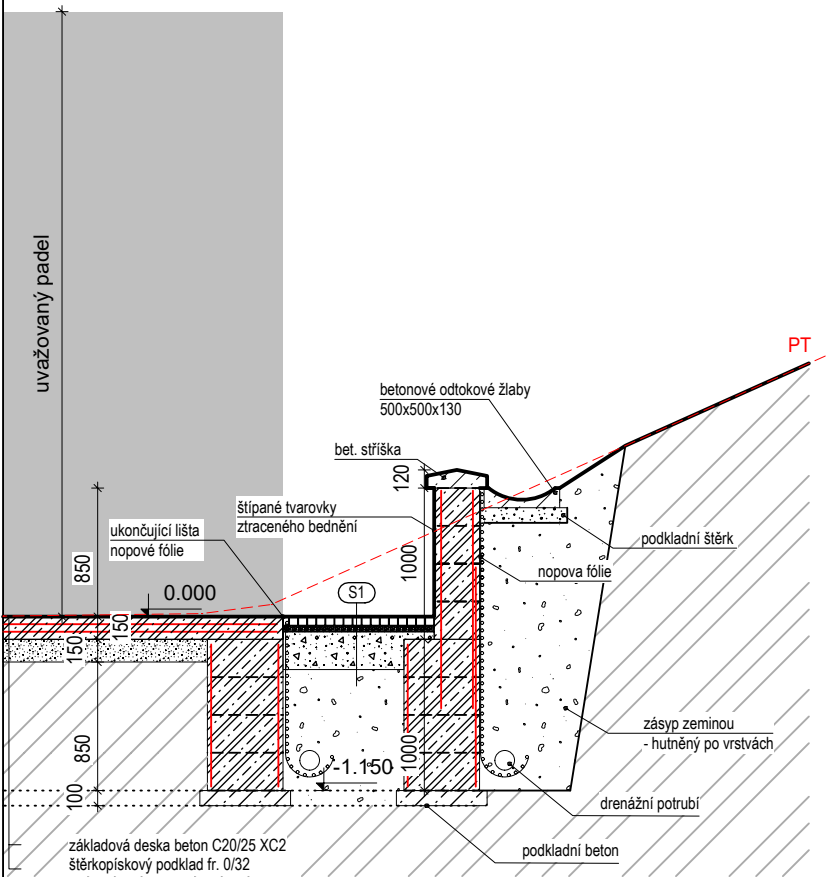 uvažovaný padel
PT
betonové odtokové žlaby
500x500x130
bet. stříška
120
štípané tvarovky
ztraceného bednění
ukončující lišta
nopové fólie
podkladní štěrk
nopova fólie
850
1000
0.000
S1
150
150
850
1000
-1.150
100
zásyp zeminou
- hutněný po vrstvách
drenážní potrubí
podkladní beton
základová deska beton C20/25 XC2
štěrkopískový podklad fr. 0/32